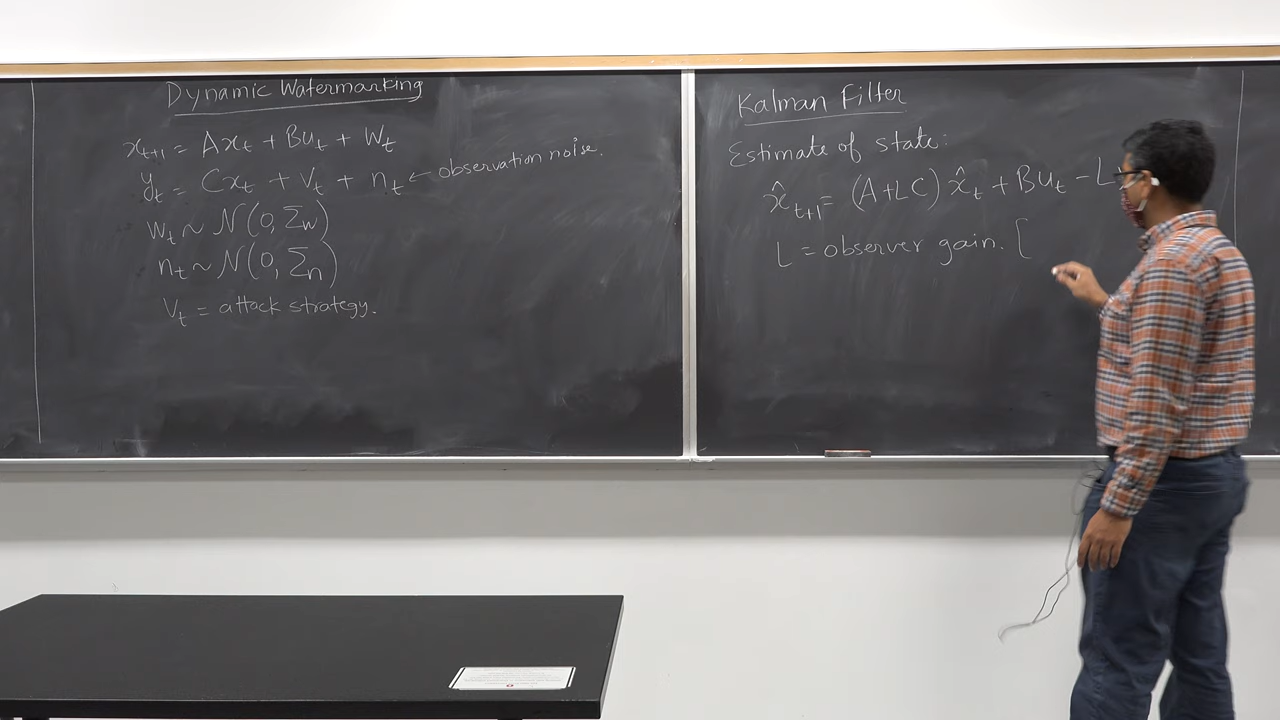 Dynamic Watermarking
x_{t+1} = Ax_t + Bu_t + w_t
y_t = Cx_t + v_t + n_t ← observation noise.
w_t ~ N(0, Σ_w)
n_t ~ N(0, Σ_n)
v_t = attack strategy.
Kalman Filter
Estimate of state:
x̂_{t+1} = (A+LC) x̂_t + Bu_t - L
L = observer gain. [